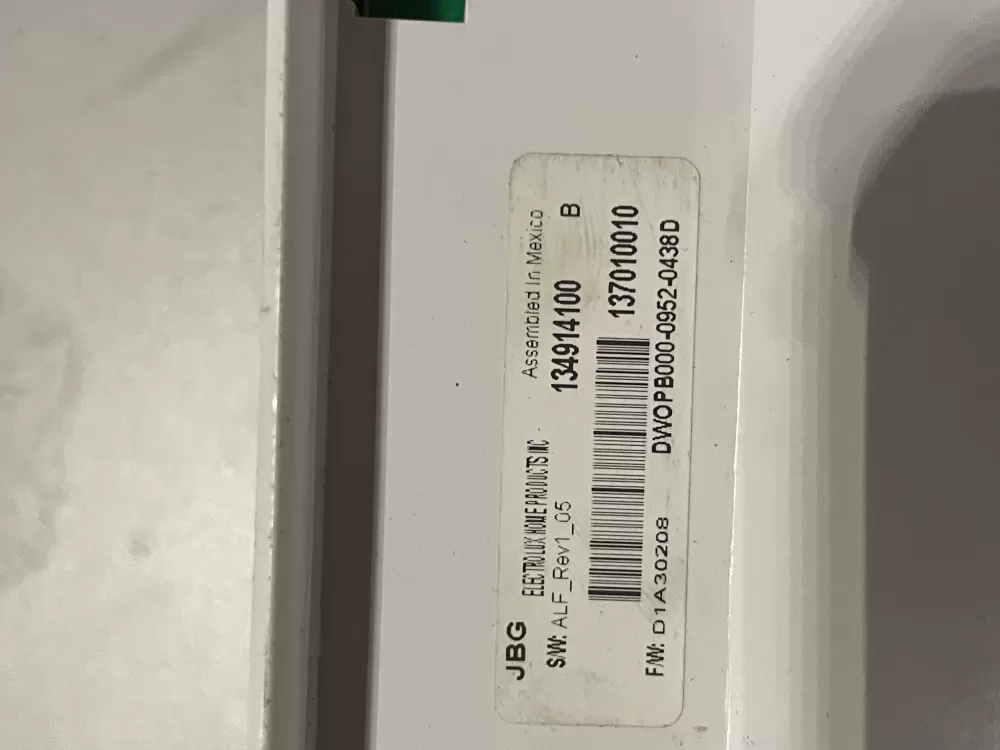 JBG ELECTROLUX HOME PRODUCTS INC. Assembled In Mexico
S/W: ALF_Rev1_05 134914100 B
137010010
F/W: D1A30208 DWOPB000-0952-0438D